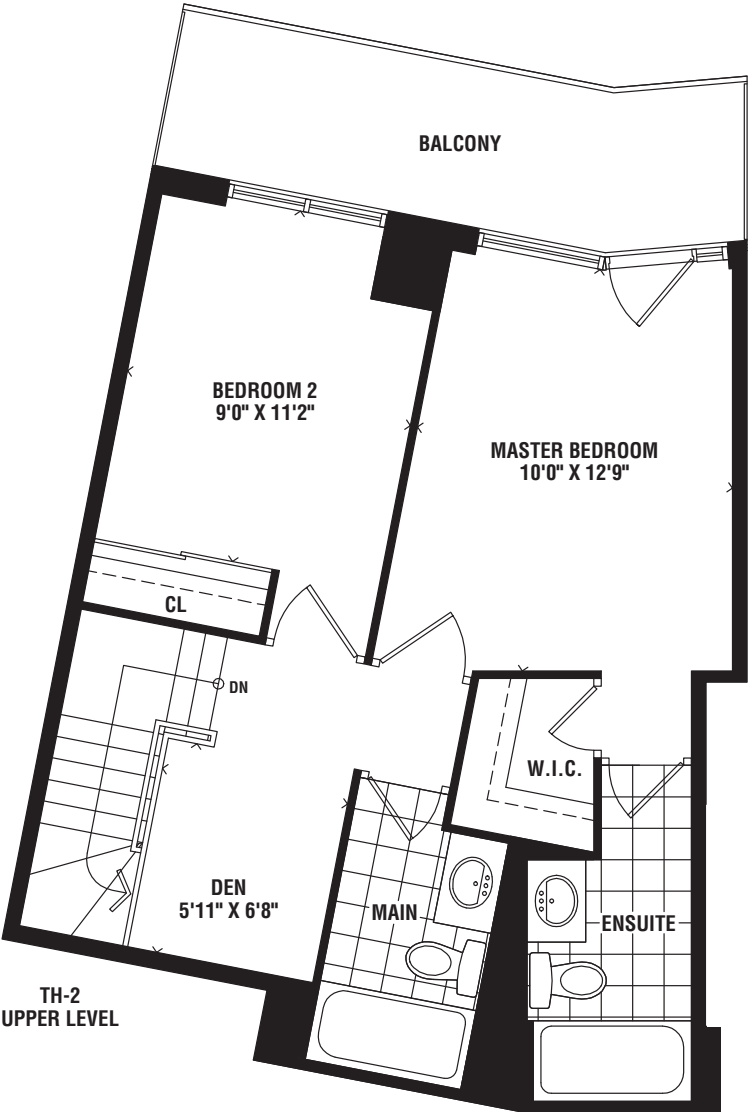 BALCONY
BEDROOM 2
9'0" X 11'2"
MASTER BEDROOM
10'0" X 12'9"
CL
DN
W.I.C.
DEN
5'11" X 6'8"
MAIN
ENSUITE
TH-2
UPPER LEVEL